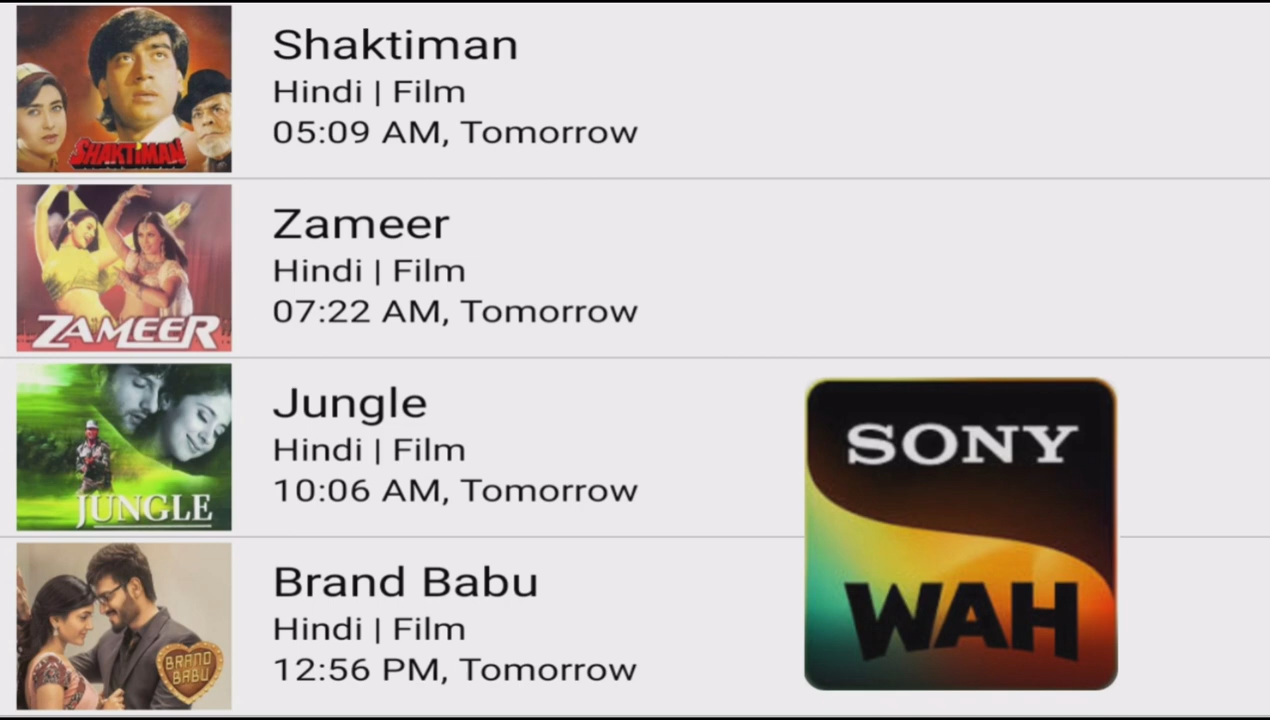 SHAKTIMAN
Shaktiman
Hindi | Film
05:09 AM, Tomorrow
ZAMEER
Zameer
Hindi | Film
07:22 AM, Tomorrow
JUNGLE
Jungle
Hindi | Film
10:06 AM, Tomorrow
BRAND
BABU
Brand Babu
Hindi | Film
12:56 PM, Tomorrow
SONY
WAH